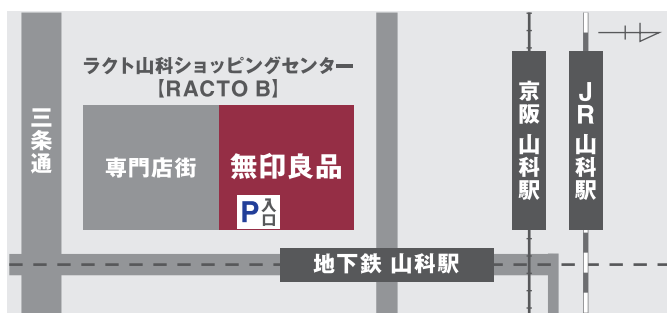 ラクト山科ショッピングセンター
【RACTO B】
三条通
専門店街
無印良品
P入口
地下鉄 山科駅
京阪 山科駅
JR 山科駅